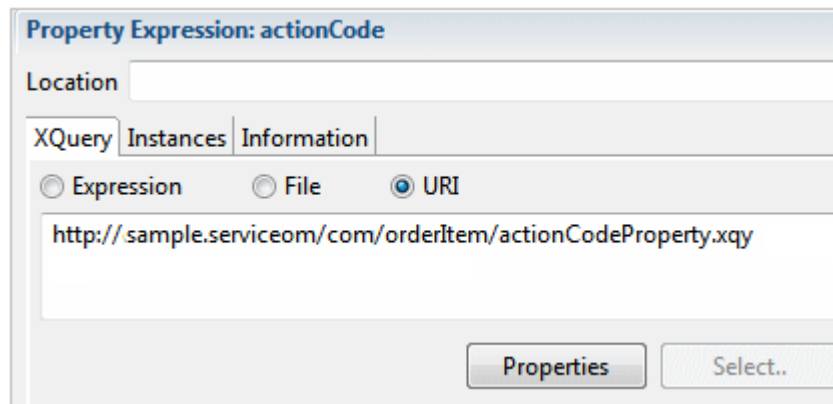 Property Expression: actionCode
Location
XQuery Instances Information
Expression File URI
http://sample.serviceom/com/orderItem/actionCodeProperty.xqy
Properties Select..